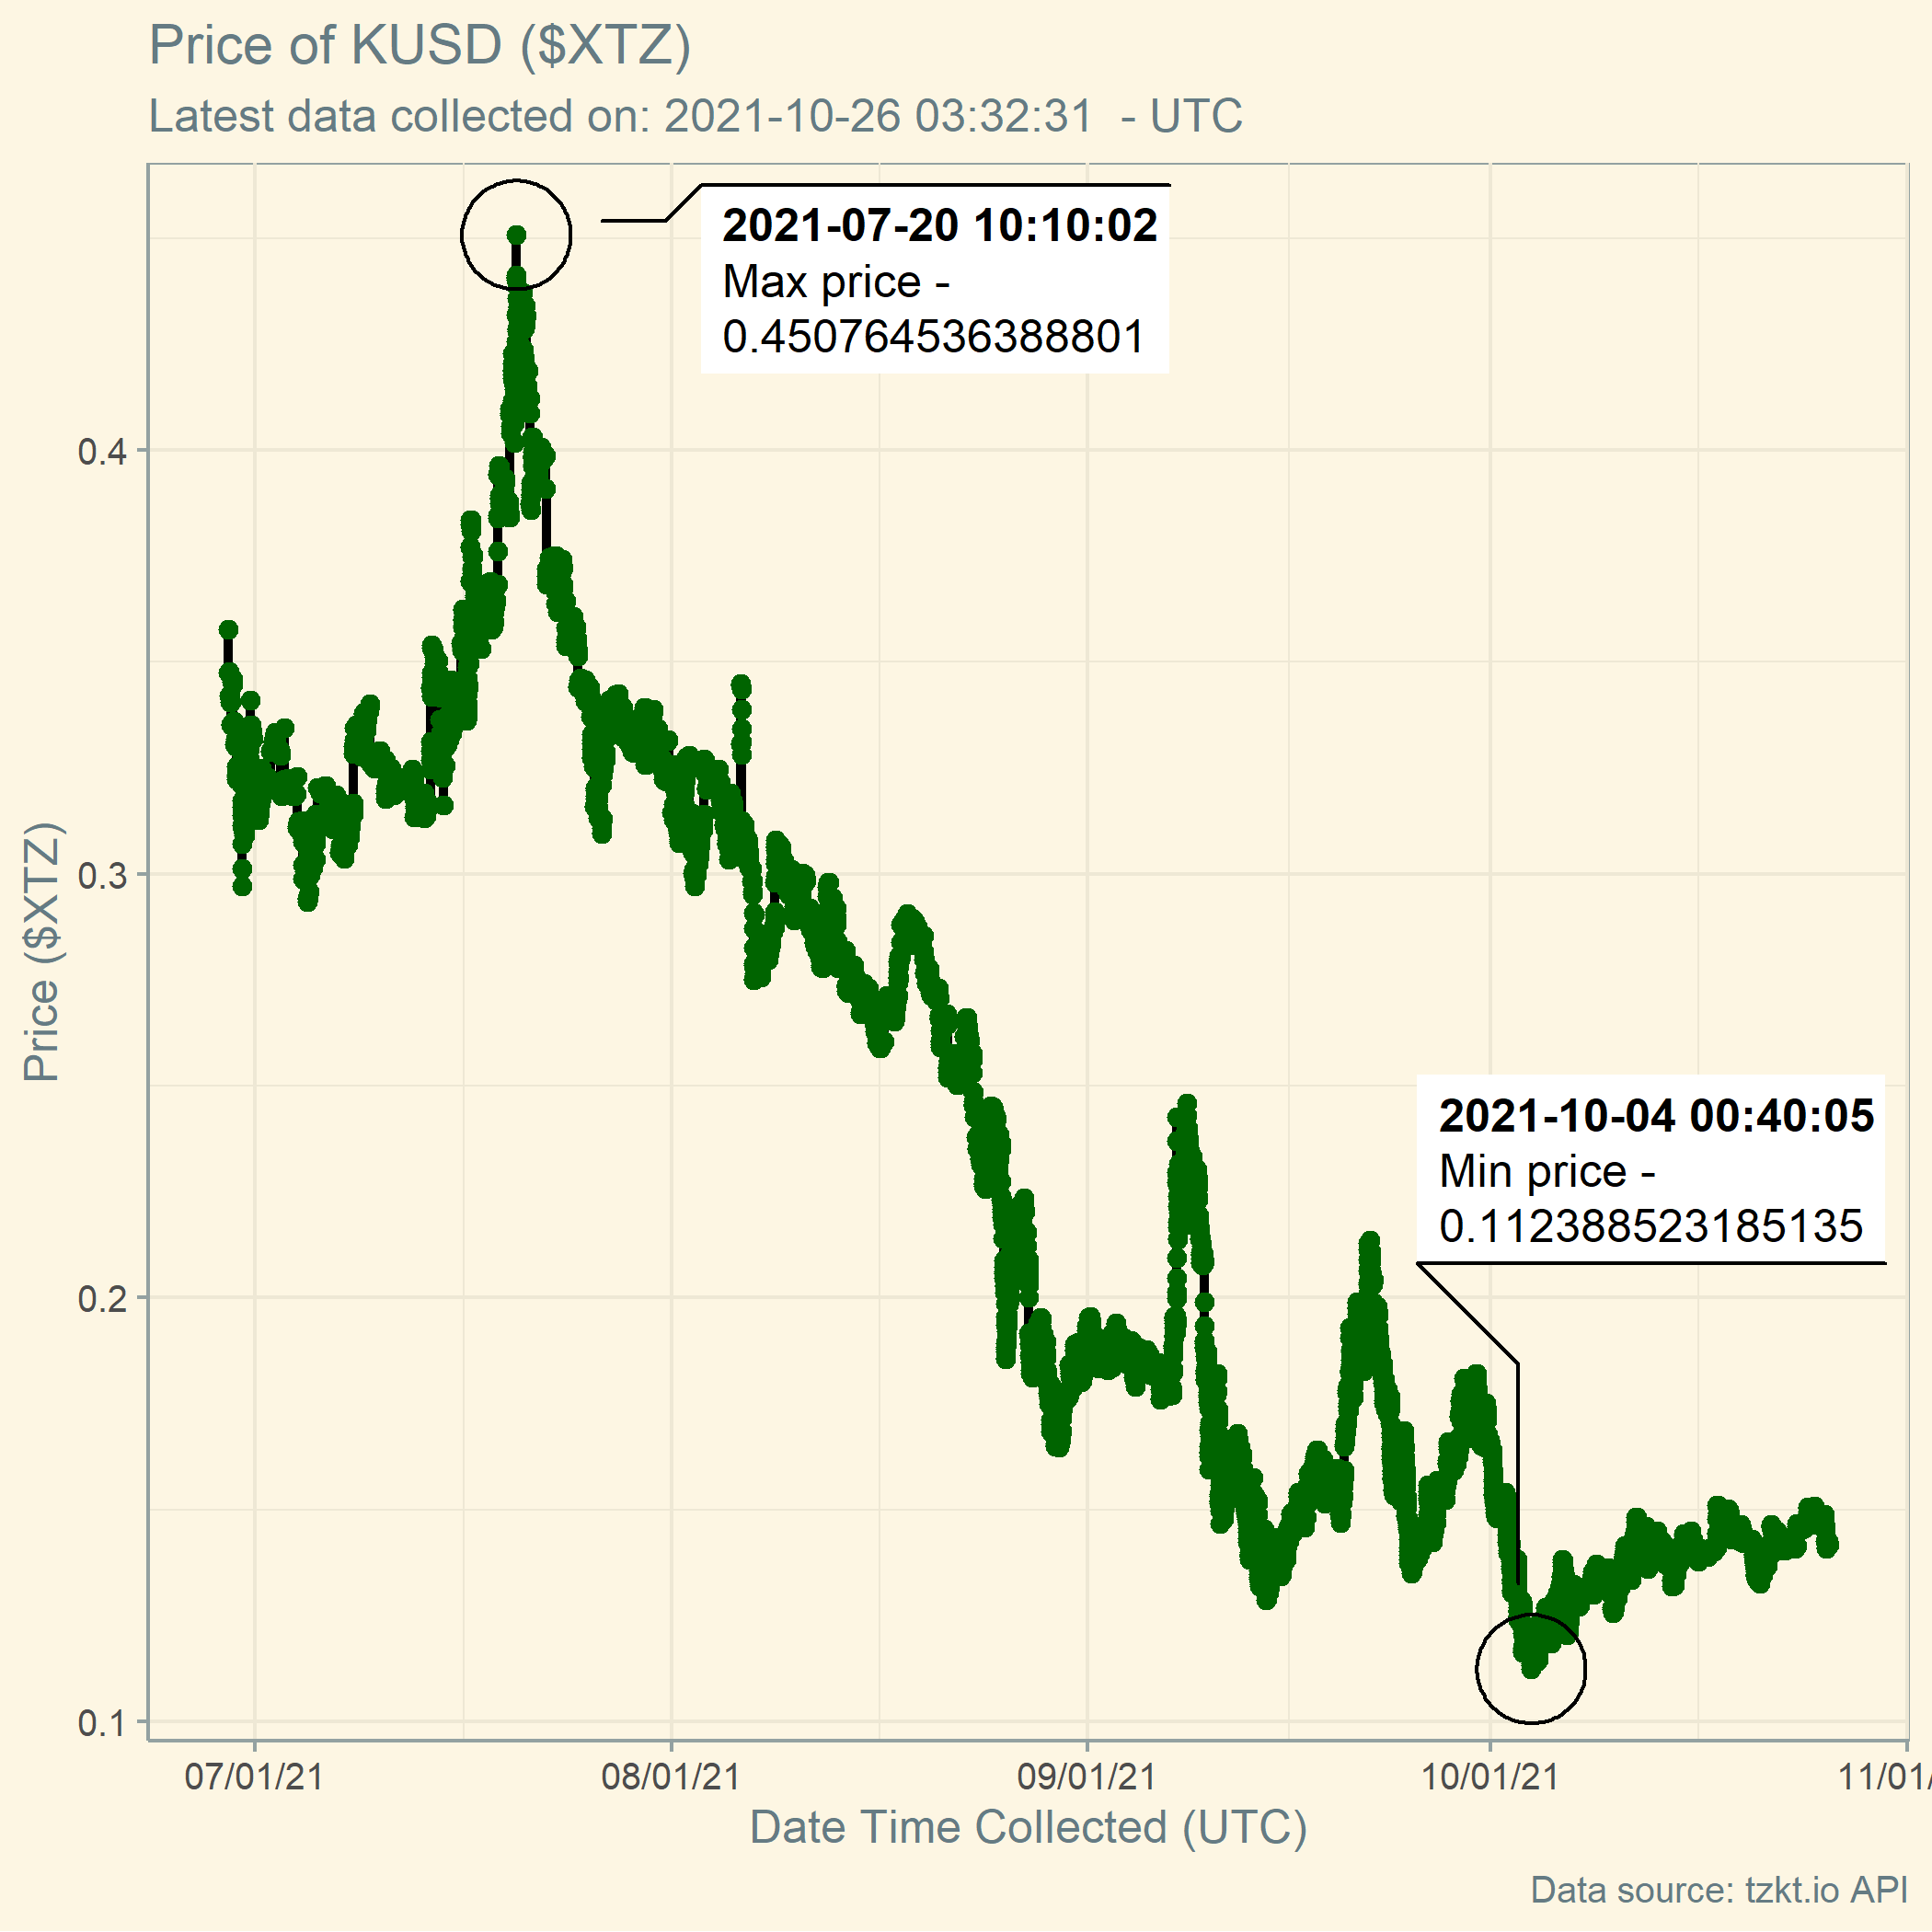 Price of KUSD ($XTZ)
Latest data collected on: 2021-10-26 03:32:31  - UTC
2021-07-20 10:10:02
Max price -
0.450764536388801
0.4
0.3
0.2
0.1
Price ($XTZ)
2021-10-04 00:40:05
Min price -
0.112388523185135
07/01/21
08/01/21
09/01/21
10/01/21
11/01/
Date Time Collected (UTC)
Data source: tzkt.io API